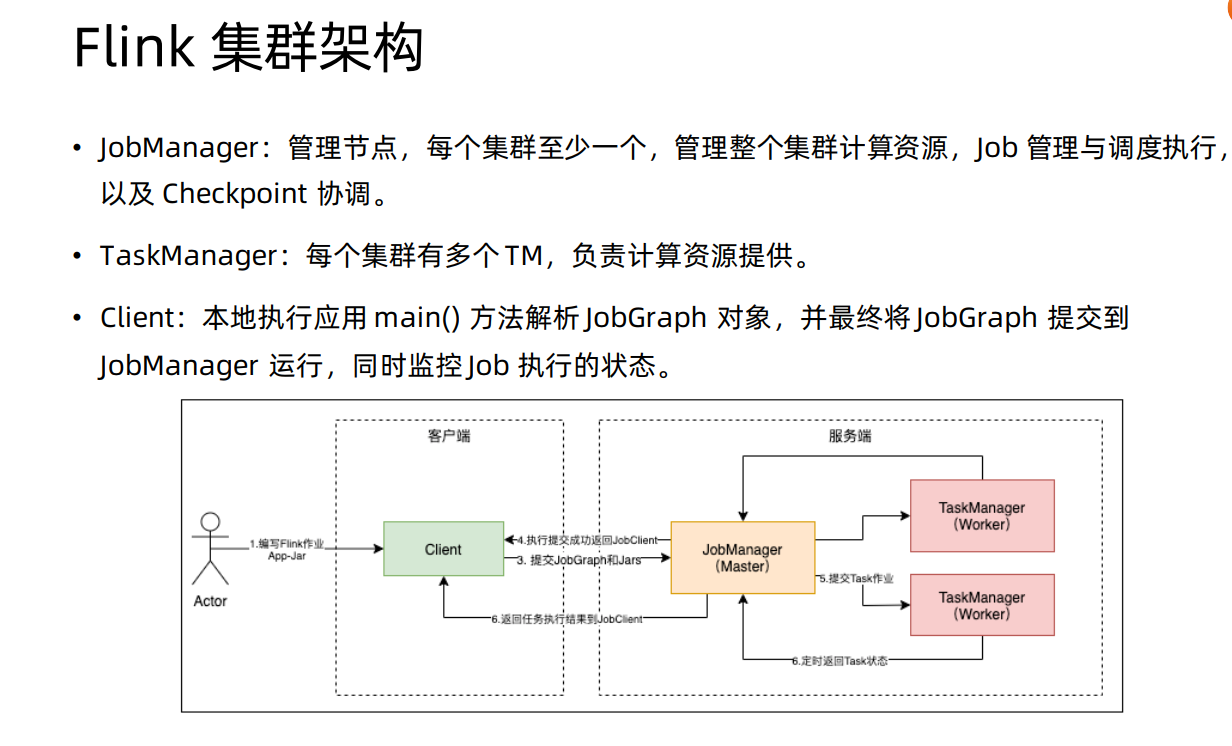 Flink 集群架构
• JobManager：管理节点，每个集群至少一个，管理整个集群计算资源，Job 管理与调度执行，
以及 Checkpoint 协调。
• TaskManager：每个集群有多个 TM，负责计算资源提供。
• Client：本地执行应用 main() 方法解析 JobGraph 对象，并最终将 JobGraph 提交到
JobManager 运行，同时监控 Job 执行的状态。
客户端
服务端
1.编写Flink作业
App-Jar
Actor
Client
4.执行提交成功返回JobClient
3. 提交JobGraph和Jars
6.返回任务执行结果到JobClient
JobManager
（Master）
TaskManager
（Worker）
5.提交Task作业
TaskManager
（Worker）
6.定时返回Task状态